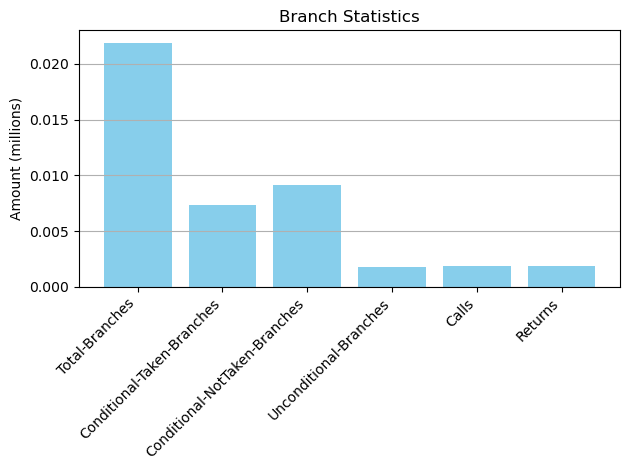 Branch Statistics
Amount (millions)
0.020
0.015
0.010
0.005
0.000
Total-Branches
Conditional-Taken-Branches
Conditional-NotTaken-Branches
Unconditional-Branches
Calls
Returns